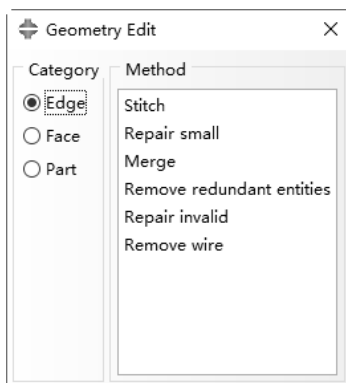 Geometry Edit
Category
Method
Edge
Face
Part
Stitch
Repair small
Merge
Remove redundant entities
Repair invalid
Remove wire